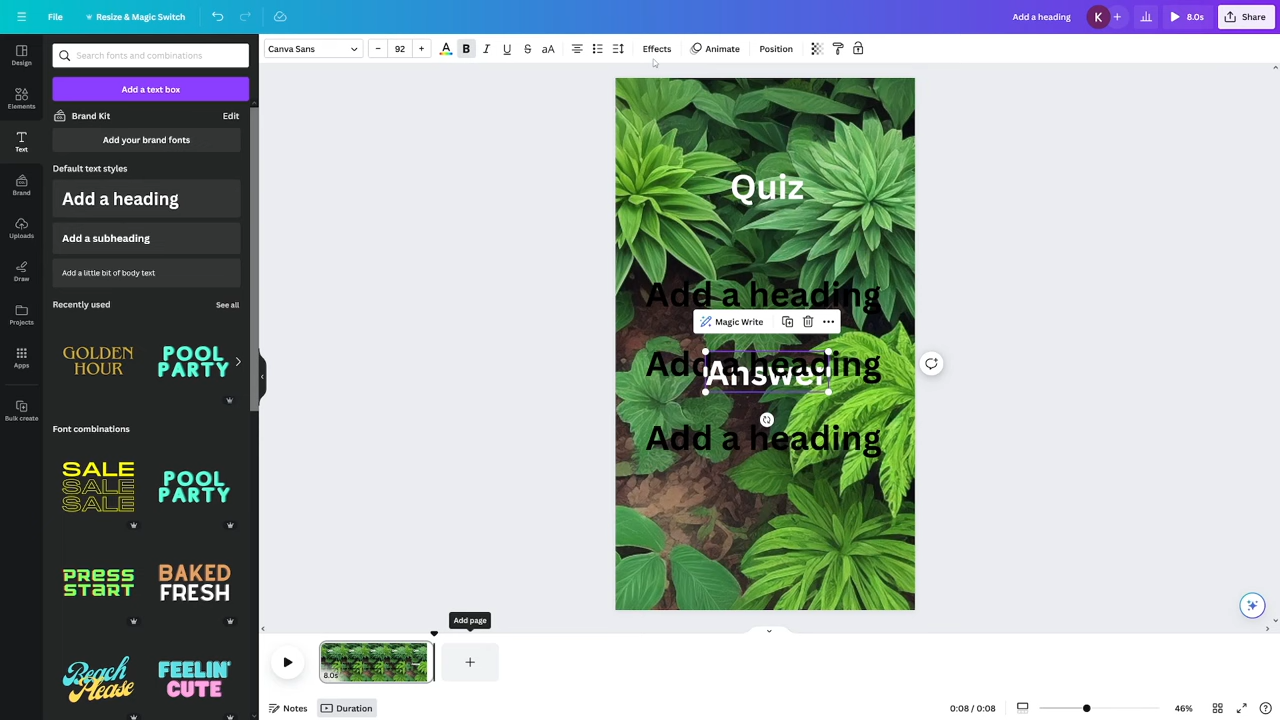 File
Resize & Magic Switch
Add a heading
K
8.0s
Share
Design
Elements
Text
Brand
Uploads
Draw
Projects
Apps
Bulk create
Search fonts and combinations
Add a text box
Brand Kit
Edit
Add your brand fonts
Default text styles
Add a heading
Add a subheading
Add a little bit of body text
Recently used
See all
GOLDEN
HOUR
POOL
PARTY
Font combinations
SALE
SALE
SALE
POOL
PARTY
PRESS
START
BAKED
FRESH
Beach
Please
FEELIN'
CUTE
Canva Sans
92
A
B
I
U
S
aA
Effects
Animate
Position
Quiz
Add a heading
Magic Write
Add a heading
Answer
Add a heading
Add page
8.0s
Notes
Duration
0:08 / 0:08
46%